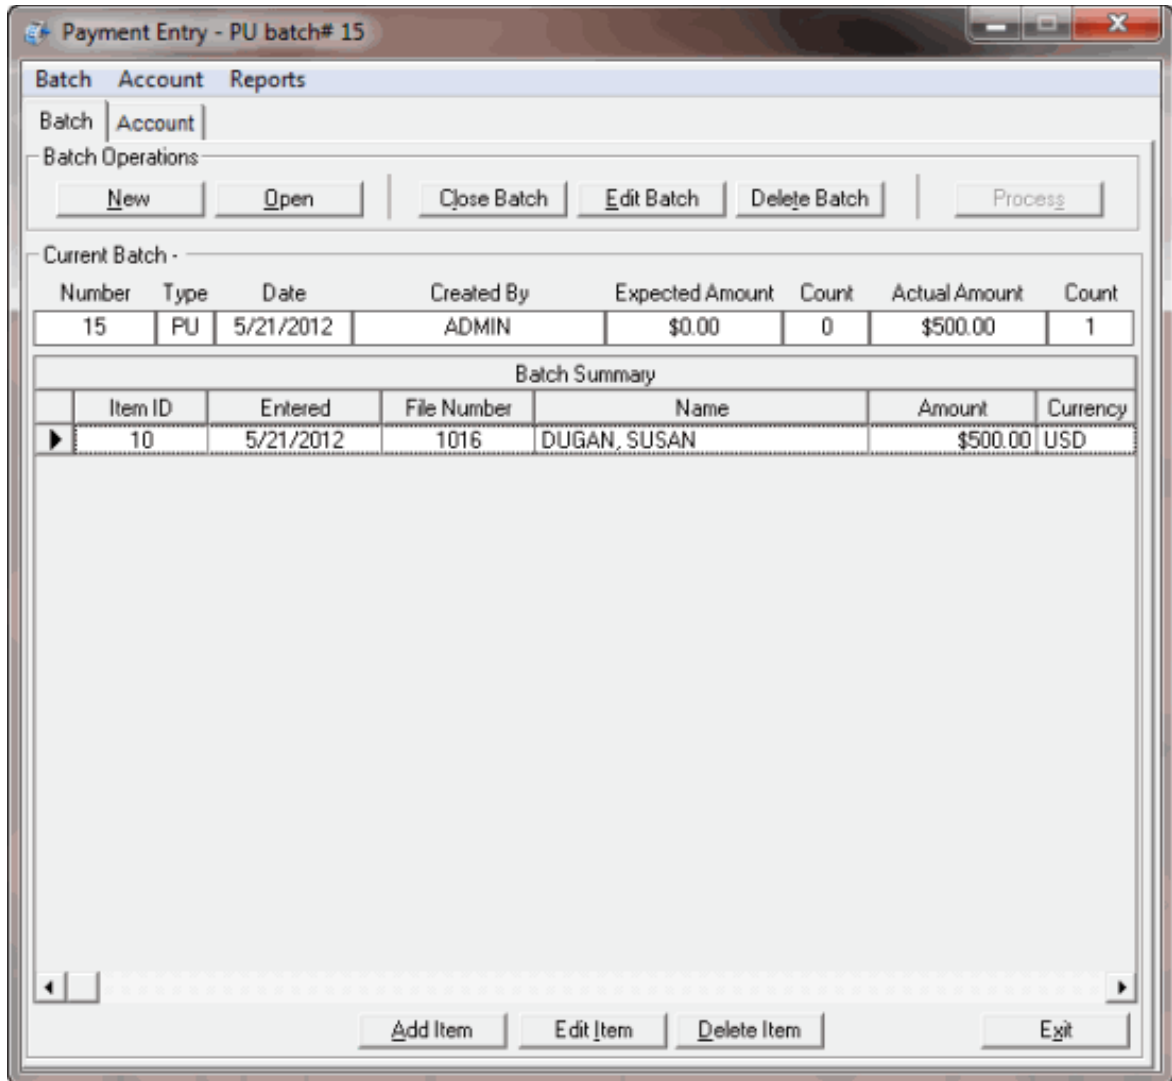 Payment Entry - PU batch# 15
Batch Account Reports
Batch Account
Batch Operations
New Open Close Batch Edit Batch Delete Batch Process
Current Batch -
Number Type Date Created By Expected Amount Count Actual Amount Count
15 PU 5/21/2012 ADMIN $0.00 0 $500.00 1
Batch Summary
Item ID Entered File Number Name Amount Currency
10 5/21/2012 1016 DUGAN, SUSAN $500.00 USD
Add Item Edit Item Delete Item Exit